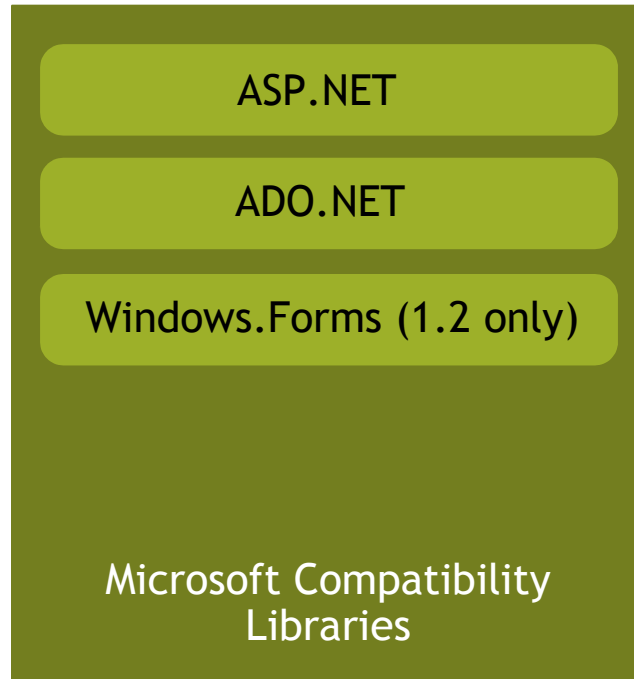 ASP.NET
ADO.NET
Windows.Forms (1.2 only)
Microsoft Compatibility
Libraries